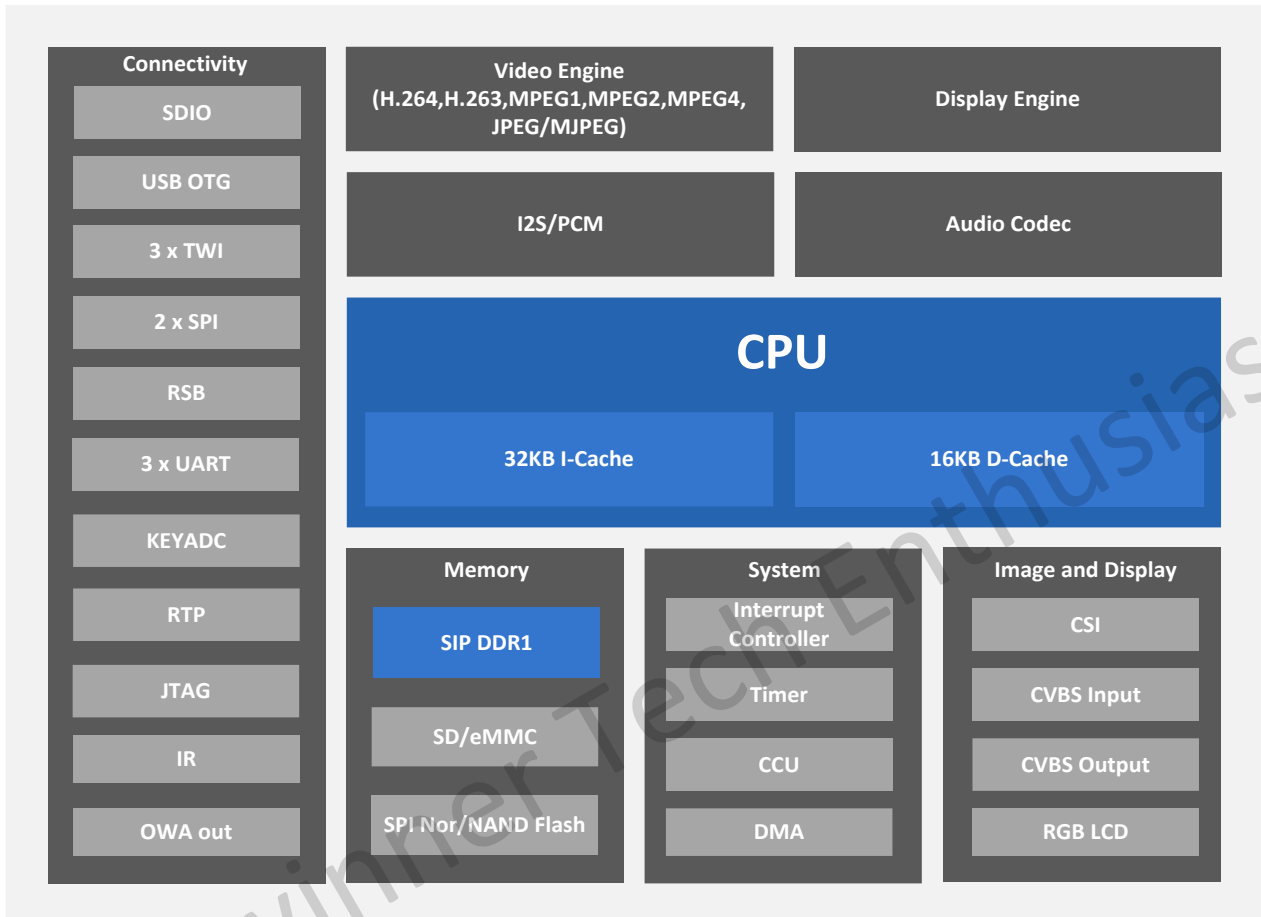 Connectivity
SDIO
USB OTG
3 x TWI
2 x SPI
RSB
3 x UART
KEYADC
RTP
JTAG
IR
OWA out
Video Engine
(H.264,H.263,MPEG1,MPEG2,MPEG4,
JPEG/MJPEG)
Display Engine
I2S/PCM
Audio Codec
CPU
32KB I-Cache
16KB D-Cache
Memory
SIP DDR1
SD/eMMC
SPI Nor/NAND Flash
System
Interrupt
Controller
Timer
CCU
DMA
Image and Display
CSI
CVBS Input
CVBS Output
RGB LCD
winner Tech Enthusias